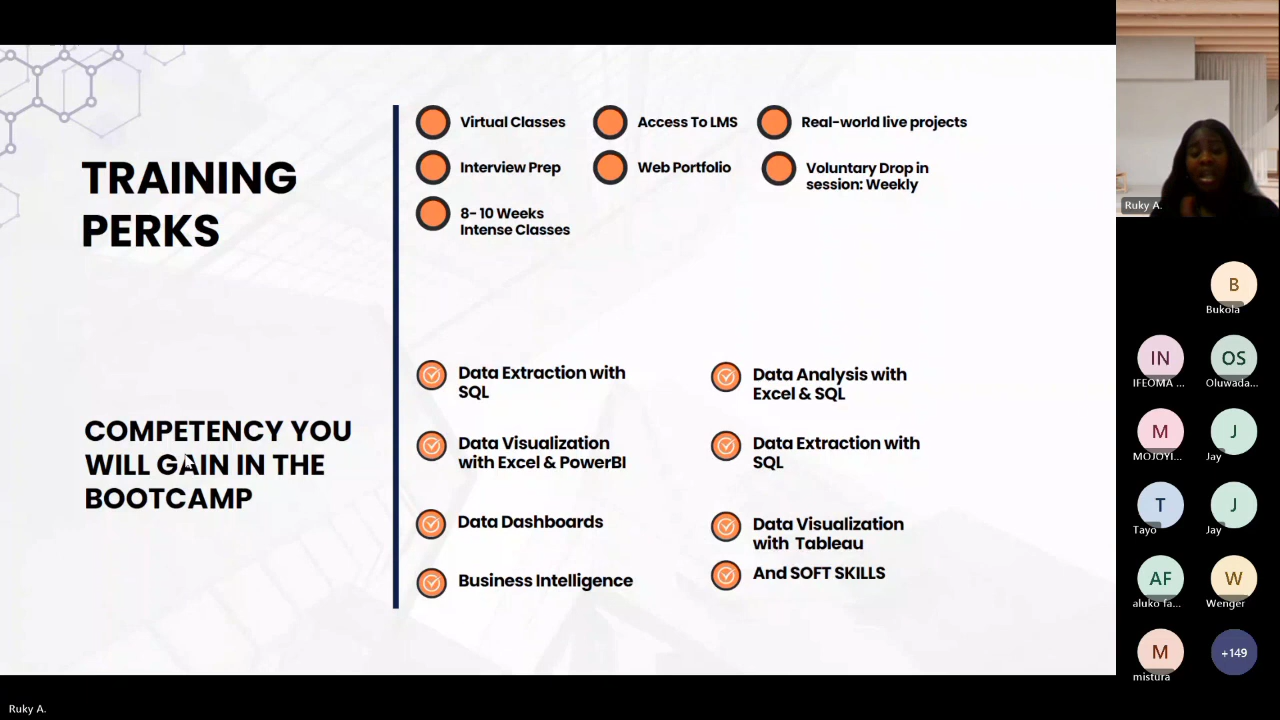 TRAINING
PERKS
Virtual Classes
Access To LMS
Real-world live projects
Interview Prep
Web Portfolio
Voluntary Drop in
session: Weekly
8-10 Weeks
Intense Classes
COMPETENCY YOU
WILL GAIN IN THE
BOOTCAMP
Data Extraction with
SQL
Data Analysis with
Excel & SQL
Data Visualization
with Excel & PowerBI
Data Extraction with
SQL
Data Dashboards
Data Visualization
with Tableau
Business Intelligence
And SOFT SKILLS
Ruky A.
B
Bukola
IN
IFEOMA ...
OS
Oluwada...
M
MOJOYI...
J
Jay
T
Tayo
J
Jay
AF
aluko fa...
W
Wenger
M
mistura
+149
Ruky A.